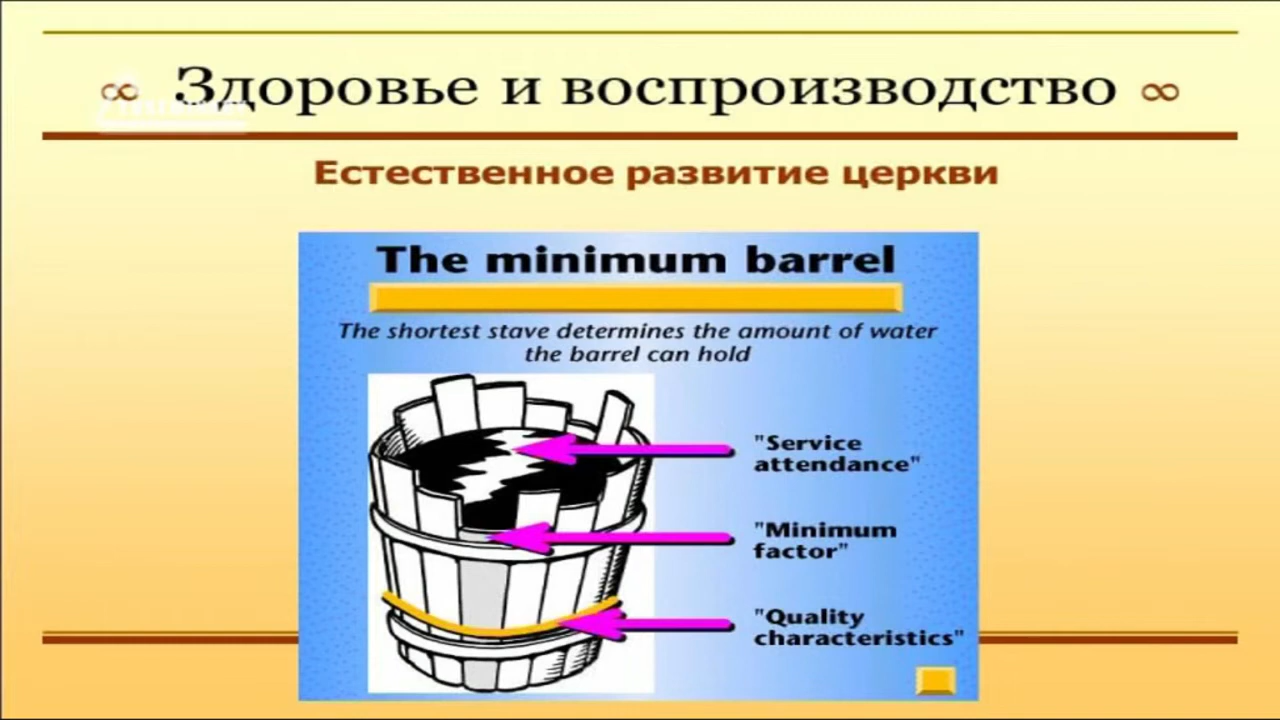 Здоровье и воспроизводство
Естественное развитие церкви
The minimum barrel
The shortest stave determines the amount of water
the barrel can hold
"Service
attendance"
"Minimum
factor"
"Quality
characteristics"